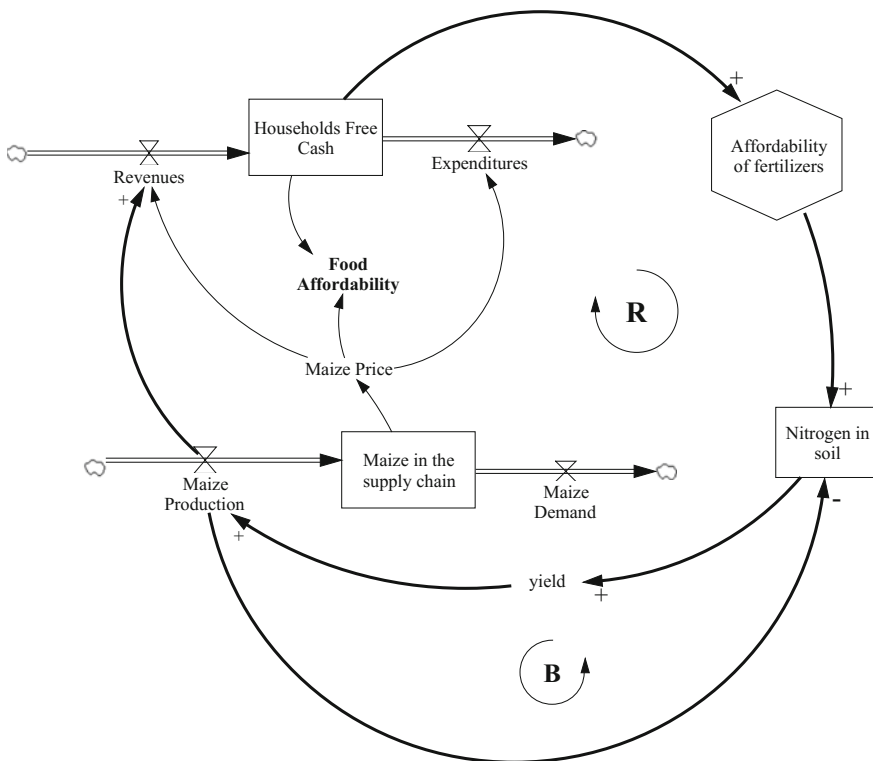 +
Households Free
Cash
Affordability
of fertilizers
Revenues
Expenditures
+
Food
Affordability
R
Maize Price
+
Nitrogen in
soil
Maize in the
supply chain
Maize
Production
Maize
Demand
-
+
yield
+
B